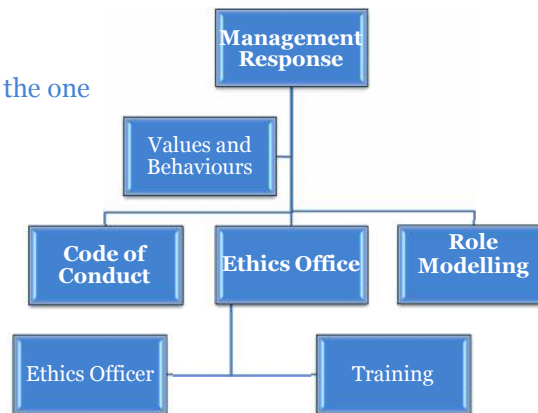 Management
Response
the one
Values and
Behaviours
Code of
Conduct
Ethics Office
Role
Modelling
Ethics Officer
Training